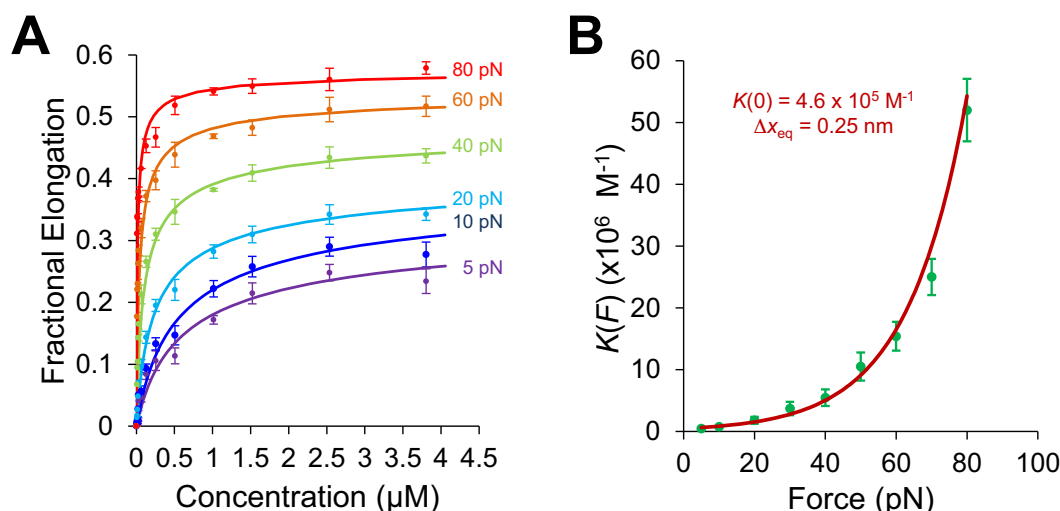 A
0.6
0.5
0.4
0.3
0.2
0.1
0
0 0.5 1 1.5 2 2.5 3 3.5 4 4.5
Fractional Elongation
Concentration (µM)
80 pN
60 pN
40 pN
20 pN
10 pN
5 pN
B
60
50
40
30
20
10
0
0 20 40 60 80 100
K(F) (x10⁶ M⁻¹)
Force (pN)
K(0) = 4.6 x 10⁵ M⁻¹
Δx_eq = 0.25 nm